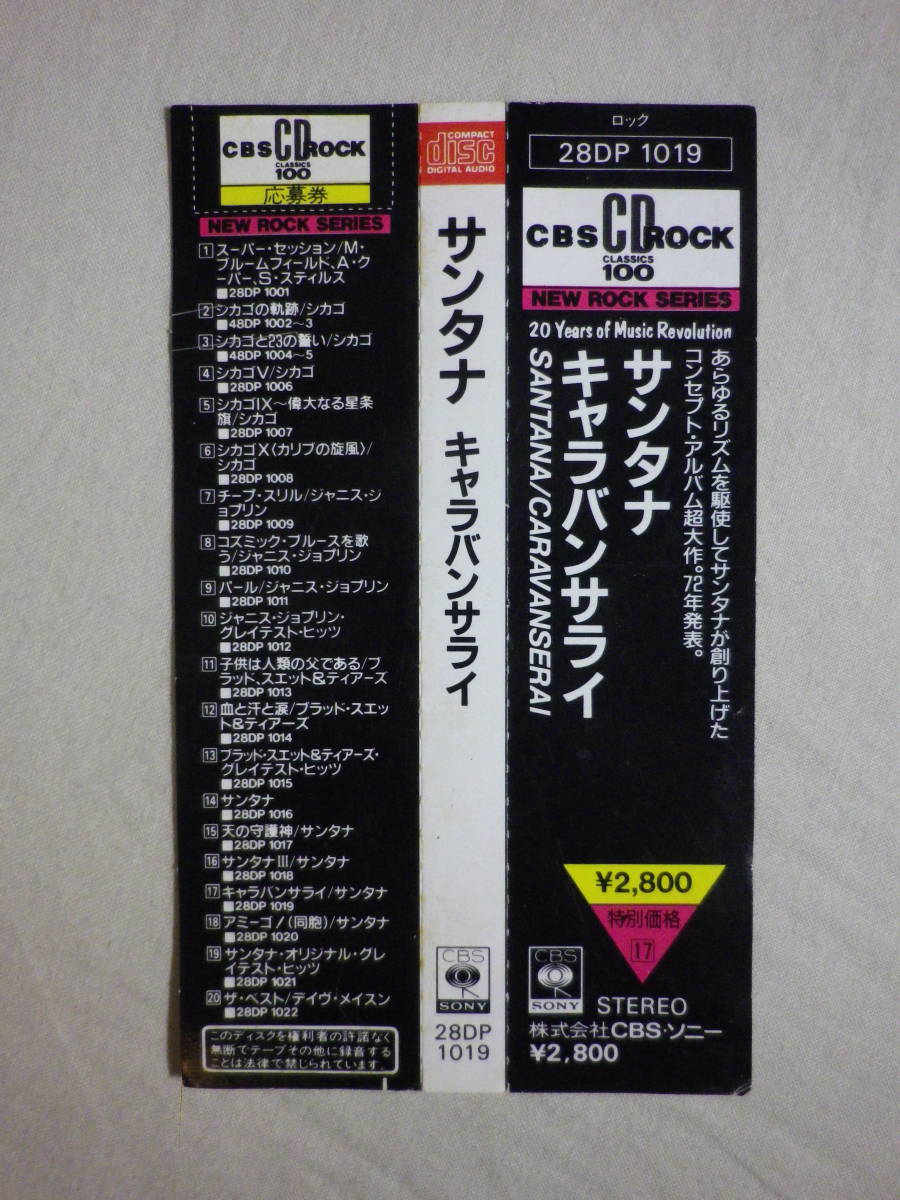 CBS CD ROCK
CLASSICS
100
応募券
NEW ROCK SERIES
1 スーパー・セッション/M・
ブルームフィールド、A・ク
ーパー、S・スティルス
■28DP 1001
2 シカゴの軌跡/シカゴ
■48DP 1002〜3
3 シカゴと23の誓い/シカゴ
■48DP 1004〜5
4 シカゴV/シカゴ
■28DP 1006
5 シカゴIX〜偉大なる星条
旗/シカゴ
■28DP 1007
6 シカゴX〈カリブの旋風〉/
シカゴ
■28DP 1008
7 チープ・スリル/ジャニス・ジ
ョプリン
■28DP 1009
8 コズミック・ブルースを歌
う/ジャニス・ジョプリン
■28DP 1010
9 パール/ジャニス・ジョプリン
■28DP 1011
10 ジャニス・ジョプリン・
グレイテスト・ヒッツ
■28DP 1012
11 子供は人類の父である/ブ
ラッド、スエット&ティアーズ
■28DP 1013
12 血と汗と涙/ブラッド・スエッ
ト&ティアーズ
■28DP 1014
13 ブラッド・スエット&ティアーズ・
グレイテスト・ヒッツ
■28DP 1015
14 サンタナ
■28DP 1016
15 天の守護神/サンタナ
■28DP 1017
16 サンタナIII/サンタナ
■28DP 1018
17 キャラバンサライ/サンタナ
■28DP 1019
18 アミーゴ!(同胞)/サンタナ
■28DP 1020
19 サンタナ・オリジナル・グレ
イテスト・ヒッツ
■28DP 1021
20 ザ・ベスト/デイヴ・メイスン
■28DP 1022
このディスクを権利者の許諾なく
無断でテープその他に録音する
ことは法律で禁じられています。
COMPACT
disc
DIGITAL AUDIO
サンタナ キャラバンサライ
CBS
SONY
28DP
1019
ロック
28DP 1019
CBS CD ROCK
CLASSICS
100
NEW ROCK SERIES
20 Years of Music Revolution
あらゆるリズムを駆使してサンタナが創り上げた
コンセプト・アルバム超大作。72年発表。
サンタナ
キャラバンサライ
SANTANA/CARAVANSERAI
¥2,800
特別価格
17
CBS
SONY
STEREO
株式会社CBS・ソニー
¥2,800